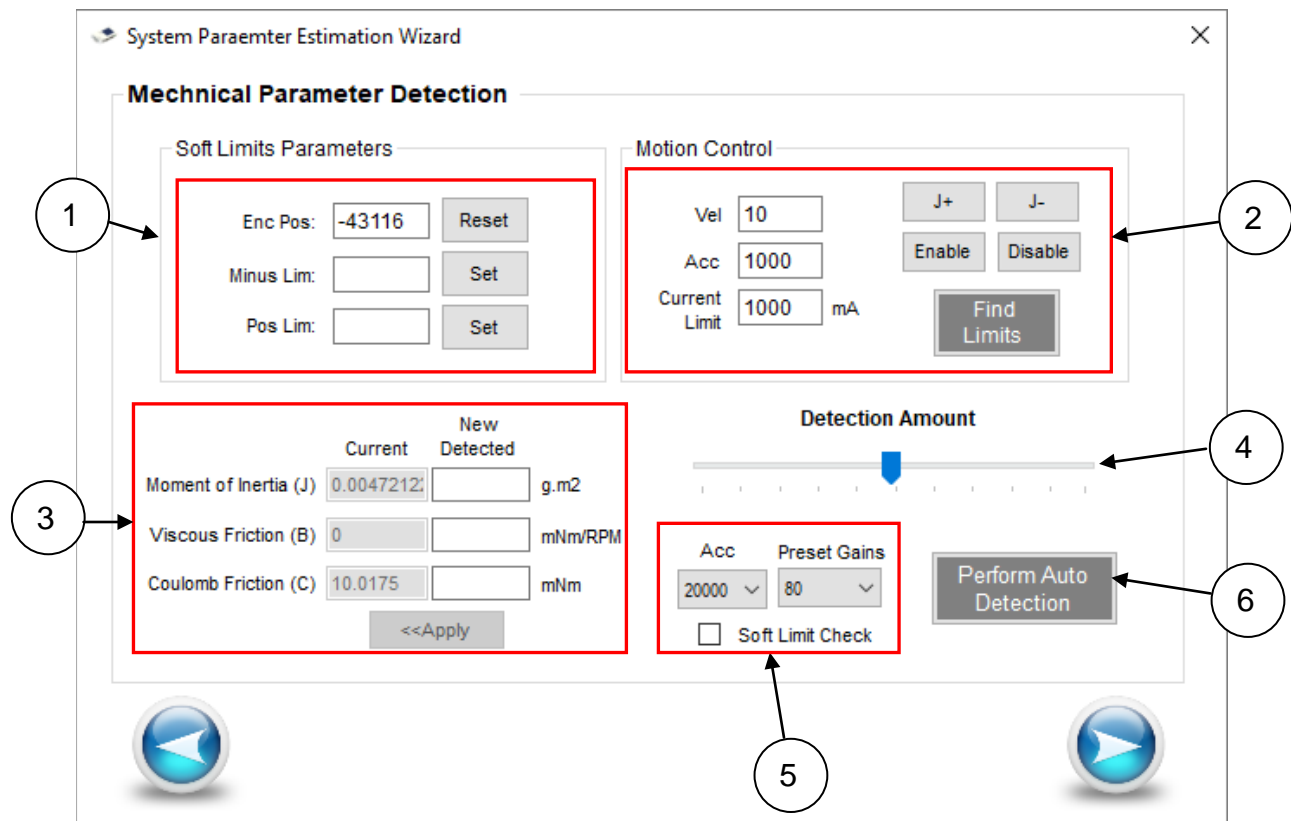 System Paraemter Estimation Wizard
Mechnical Parameter Detection
Soft Limits Parameters
Enc Pos: -43116 Reset
Minus Lim: Set
Pos Lim: Set
1
Motion Control
Vel 10 J+ J-
Acc 1000 Enable Disable
Current
Limit 1000 mA
Find
Limits
2
New
Current Detected
Moment of Inertia (J) 0.00472122 g.m2
Viscous Friction (B) 0 mNm/RPM
Coulomb Friction (C) 10.0175 mNm
<<Apply
3
Detection Amount
4
Acc Preset Gains
20000 80
Soft Limit Check
5
Perform Auto
Detection
6